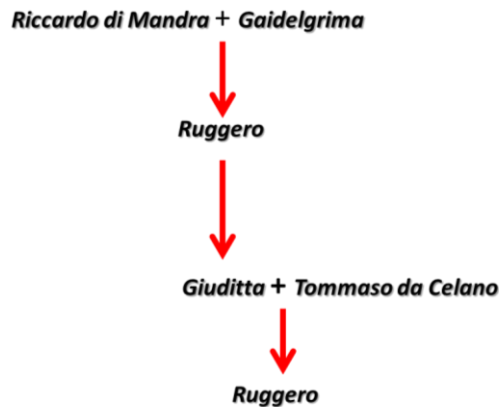 Riccardo di Mandra + Gaidelgrima
Ruggero
Giuditta + Tommaso da Celano
Ruggero